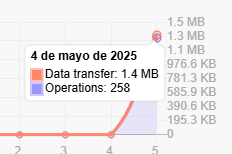 1.5 MB
1.3 MB
1.1 MB
976.6 KB
781.3 KB
585.9 KB
390.6 KB
195.3 KB
0
4 de mayo de 2025
Data transfer: 1.4 MB
Operations: 258
2 3 4 5